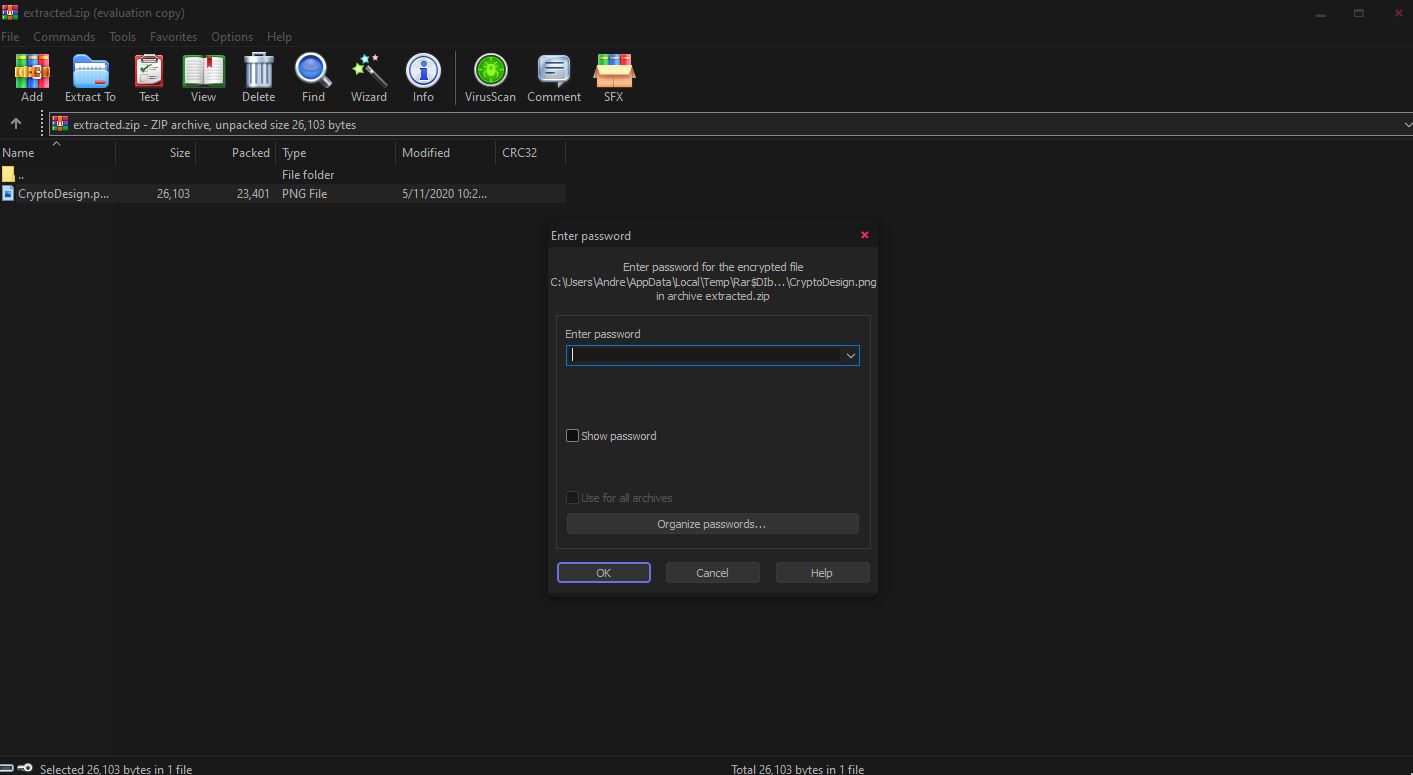 extracted.zip (evaluation copy)
File Commands Tools Favorites Options Help
Add Extract To Test View Delete Find Wizard Info VirusScan Comment SFX
extracted.zip - ZIP archive, unpacked size 26,103 bytes
Name Size Packed Type Modified CRC32
.. File folder
CryptoDesign.p... 26,103 23,401 PNG File 5/11/2020 10:2...
Enter password
Enter password for the encrypted file
C:\Users\Andre\AppData\Local\Temp\Rar$DIb...\CryptoDesign.png
in archive extracted.zip
Enter password
Show password
Use for all archives
Organize passwords...
OK Cancel Help
Selected 26,103 bytes in 1 file Total 26,103 bytes in 1 file